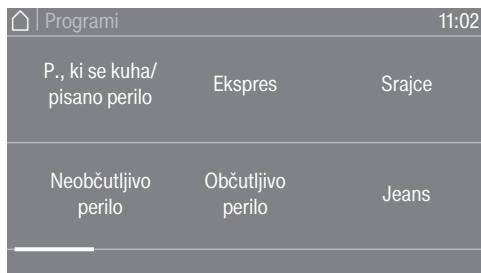 Programi 11:02
P., ki se kuha/
pisano perilo
Ekspres
Srajce
Neobčutljivo
perilo
Občutljivo
perilo
Jeans